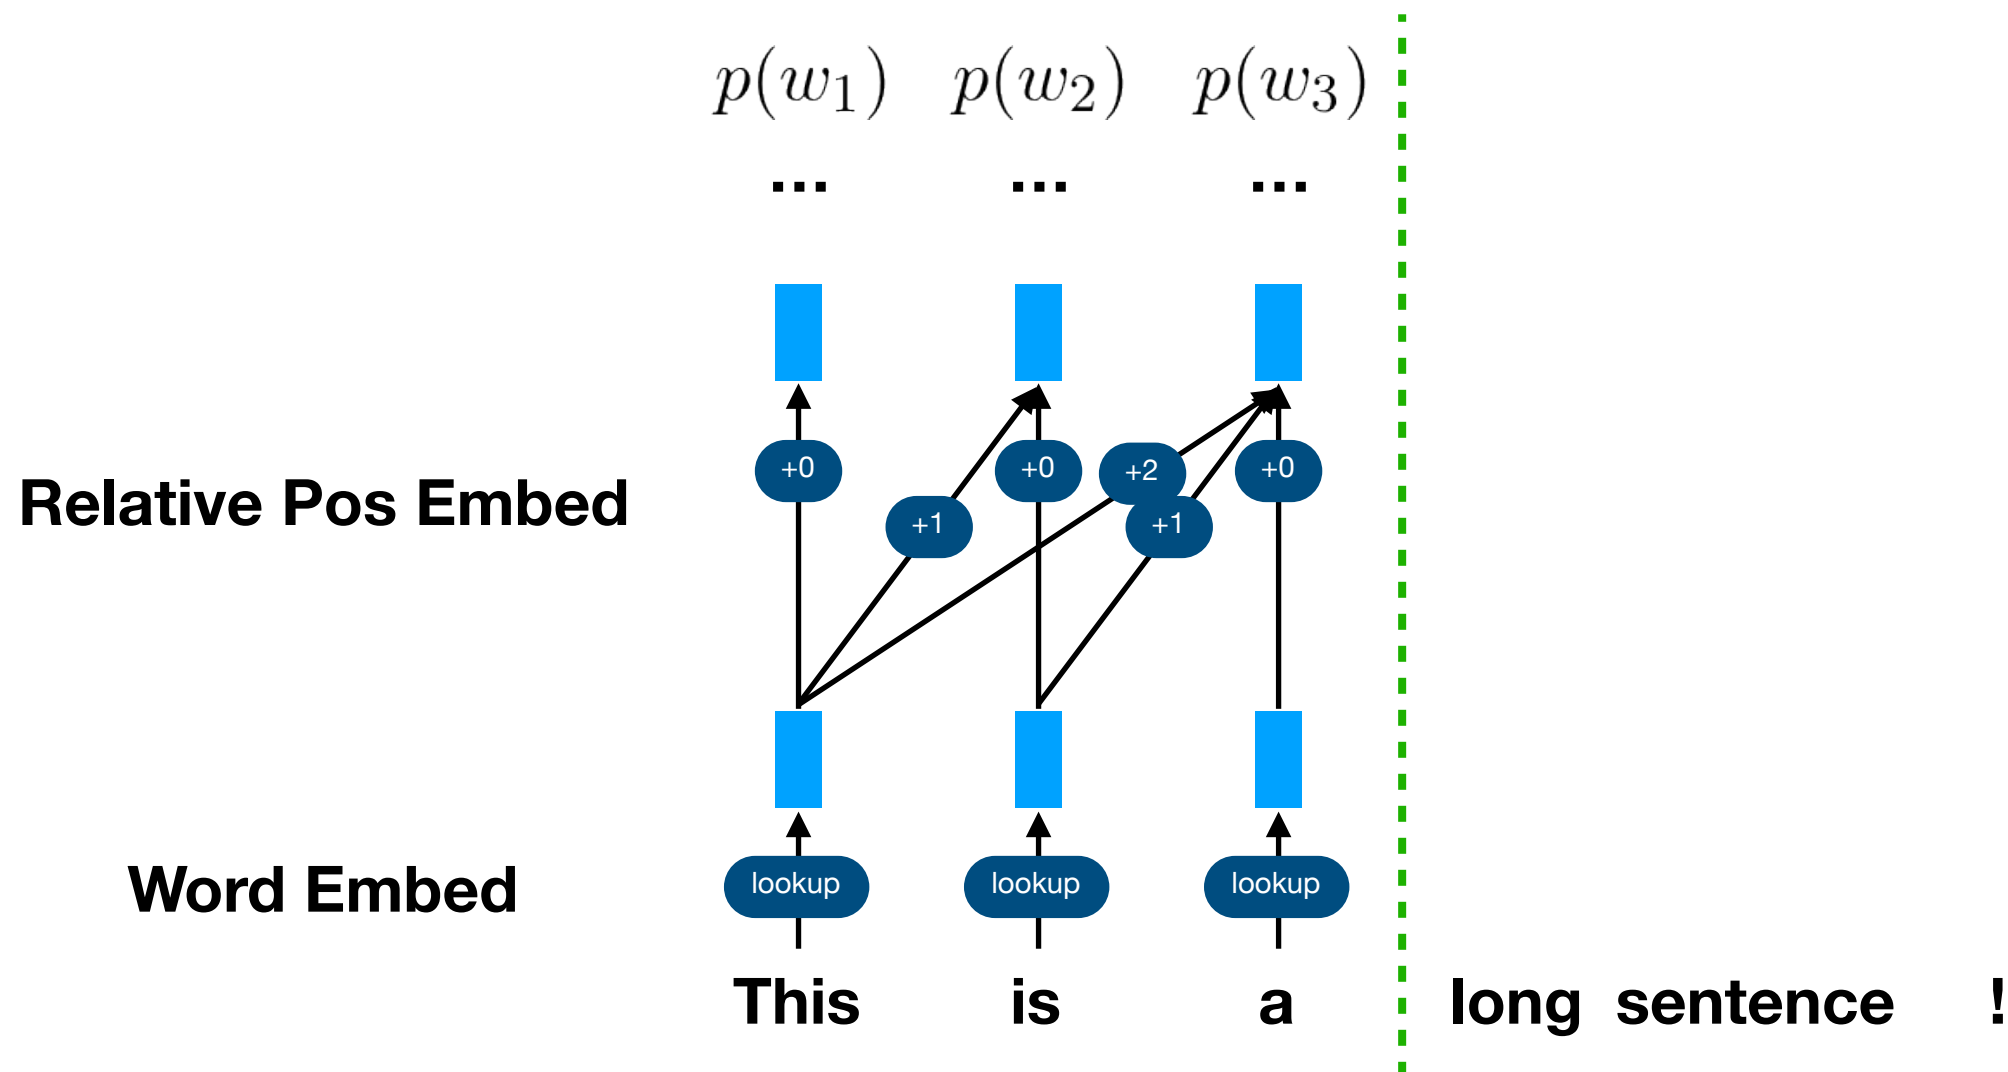 p(w₁) p(w₂) p(w₃)
... ... ...
+0 +0 +2 +0
Relative Pos Embed
+1 +1
Word Embed
lookup lookup lookup
This is a long sentence !